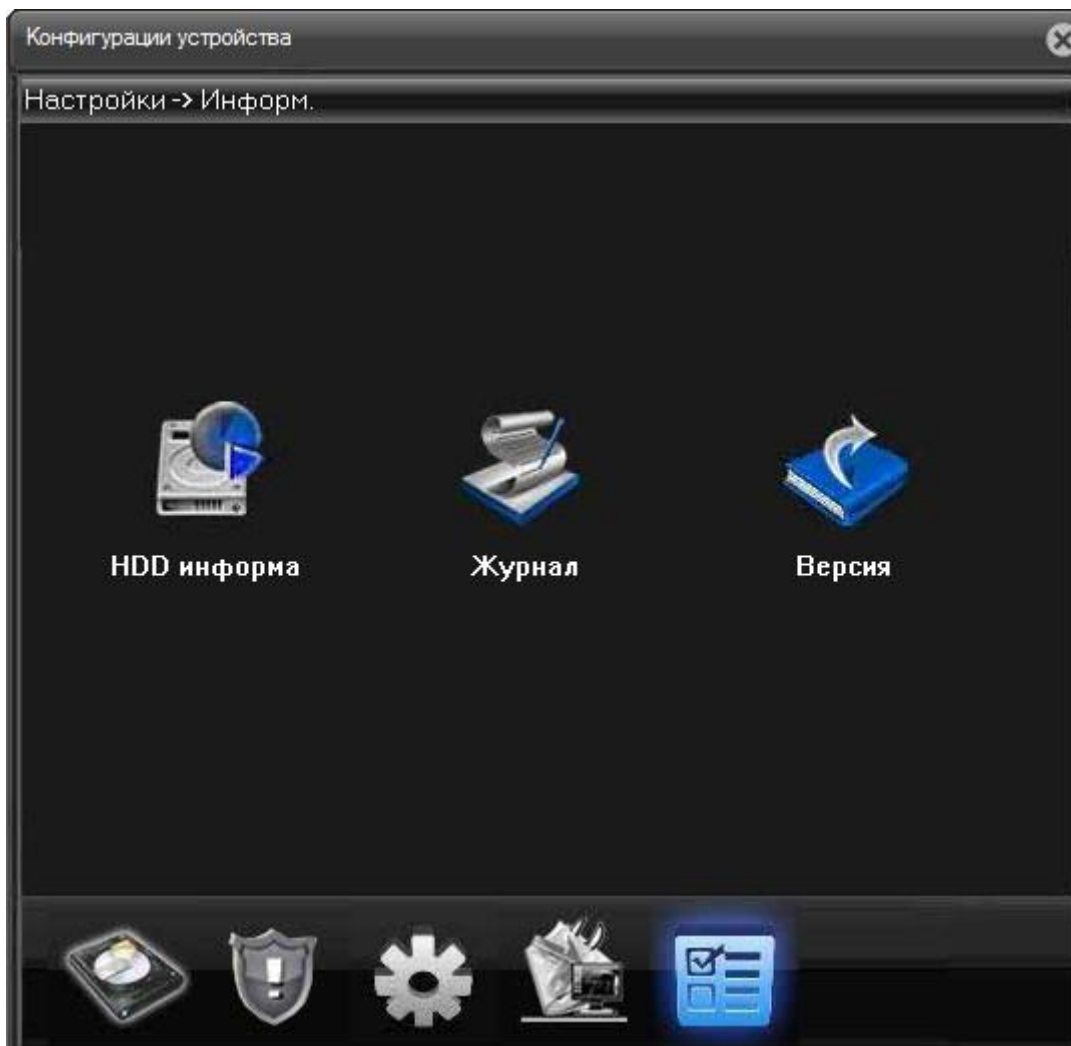 Конфигурации устройства
Настройки -> Информ.
HDD информа
Журнал
Версия